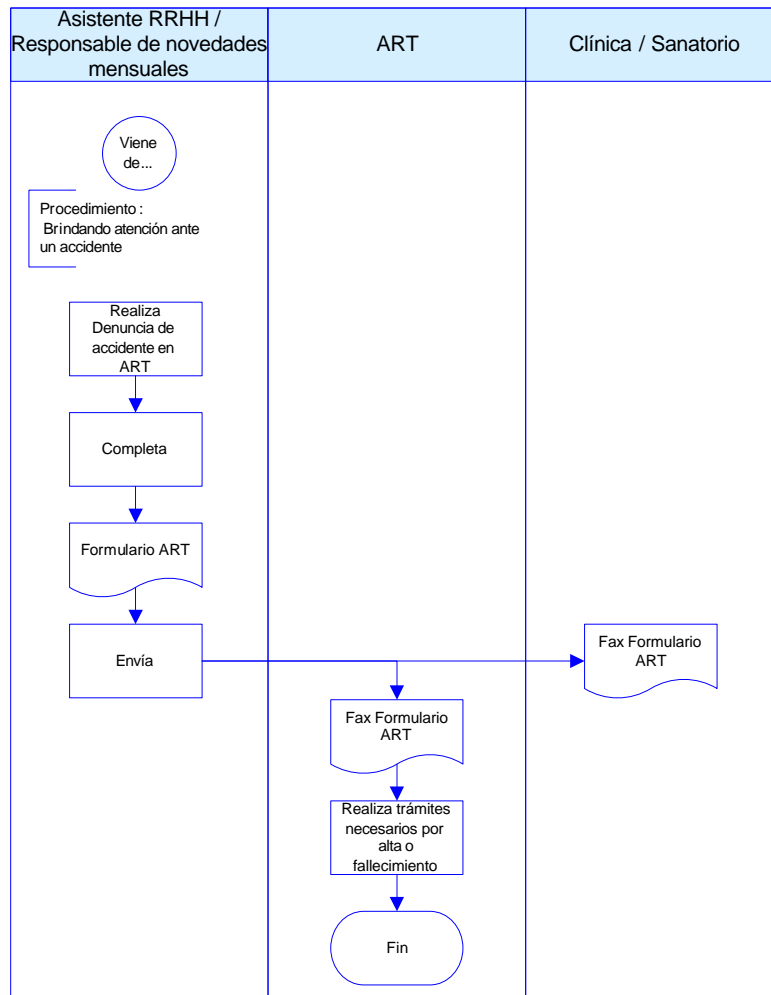 Asistente RRHH /
Responsable de novedades
mensuales
ART
Clínica / Sanatorio
Viene
de...
Procedimiento :
Brindando atención ante
un accidente
Realiza
Denuncia de
accidente en
ART
Completa
Formulario ART
Envía
Fax Formulario
ART
Fax Formulario
ART
Realiza trámites
necesarios por
alta o
fallecimiento
Fin